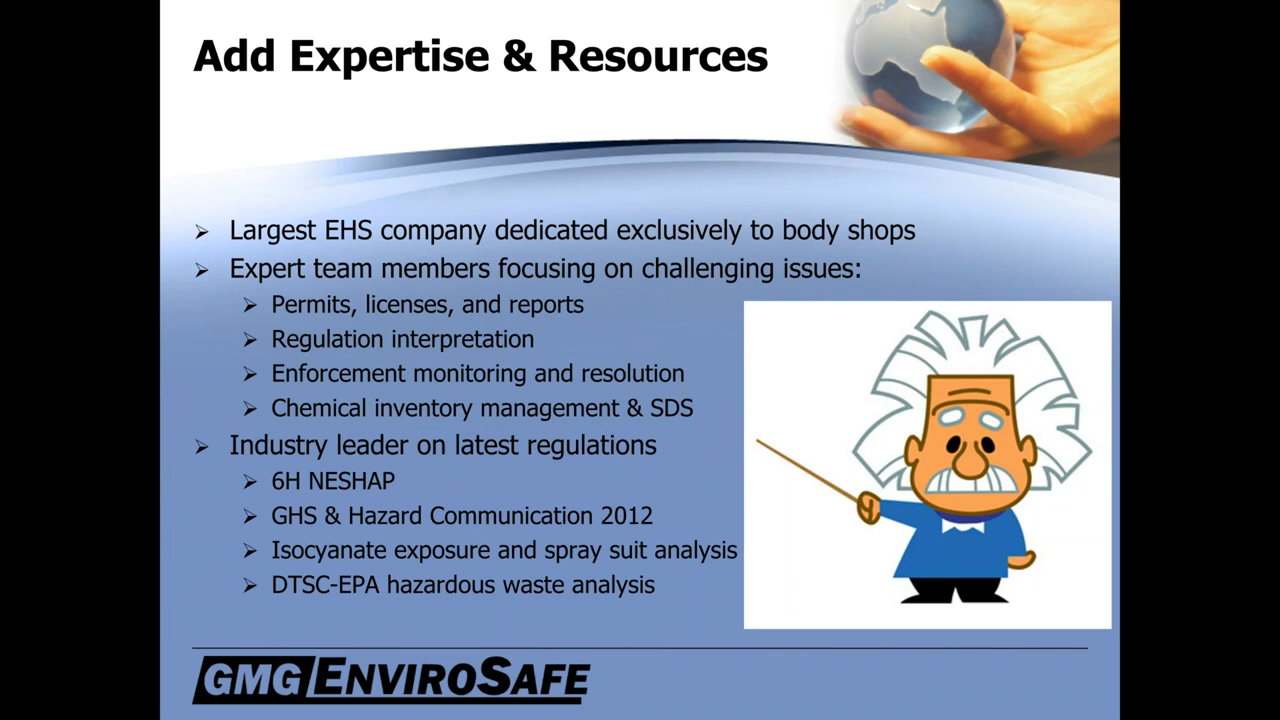 Add Expertise & Resources
Largest EHS company dedicated exclusively to body shops
Expert team members focusing on challenging issues:
Permits, licenses, and reports
Regulation interpretation
Enforcement monitoring and resolution
Chemical inventory management & SDS
Industry leader on latest regulations
6H NESHAP
GHS & Hazard Communication 2012
Isocyanate exposure and spray suit analysis
DTSC-EPA hazardous waste analysis
GMG ENVIROSAFE